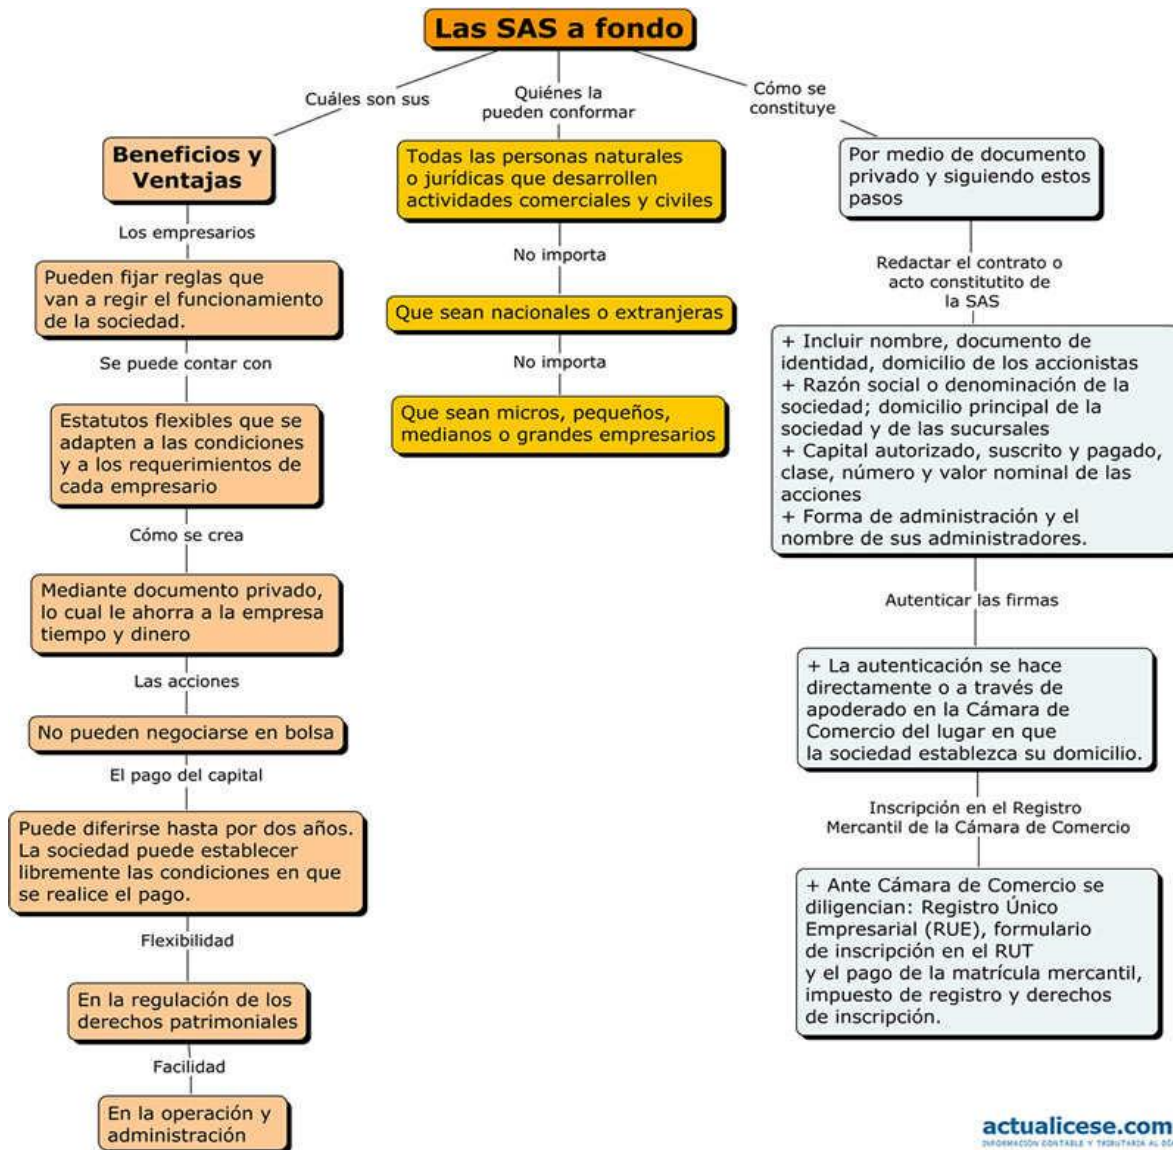 Las SAS a fondo
Cuáles son sus
Beneficios y
Ventajas
Los empresarios
Pueden fijar reglas que
van a regir el funcionamiento
de la sociedad.
Se puede contar con
Estatutos flexibles que se
adapten a las condiciones
y a los requerimientos de
cada empresario
Cómo se crea
Mediante documento privado,
lo cual le ahorra a la empresa
tiempo y dinero
Las acciones
No pueden negociarse en bolsa
El pago del capital
Puede diferirse hasta por dos años.
La sociedad puede establecer
libremente las condiciones en que
se realice el pago.
Flexibilidad
En la regulación de los
derechos patrimoniales
Facilidad
En la operación y
administración
Quiénes la
pueden conformar
Todas las personas naturales
o jurídicas que desarrollen
actividades comerciales y civiles
No importa
Que sean nacionales o extranjeras
No importa
Que sean micros, pequeños,
medianos o grandes empresarios
Cómo se
constituye
Por medio de documento
privado y siguiendo estos
pasos
Redactar el contrato o
acto constitutito de
la SAS
+ Incluir nombre, documento de
identidad, domicilio de los accionistas
+ Razón social o denominación de la
sociedad; domicilio principal de la
sociedad y de las sucursales
+ Capital autorizado, suscrito y pagado,
clase, número y valor nominal de las
acciones
+ Forma de administración y el
nombre de sus administradores.
Autenticar las firmas
+ La autenticación se hace
directamente o a través de
apoderado en la Cámara de
Comercio del lugar en que
la sociedad establezca su domicilio.
Inscripción en el Registro
Mercantil de la Cámara de Comercio
+ Ante Cámara de Comercio se
diligencian: Registro Único
Empresarial (RUE), formulario
de inscripción en el RUT
y el pago de la matrícula mercantil,
impuesto de registro y derechos
de inscripción.
actualicese.com
INFORMACIÓN CONTABLE Y TRIBUTARIA AL DÍA